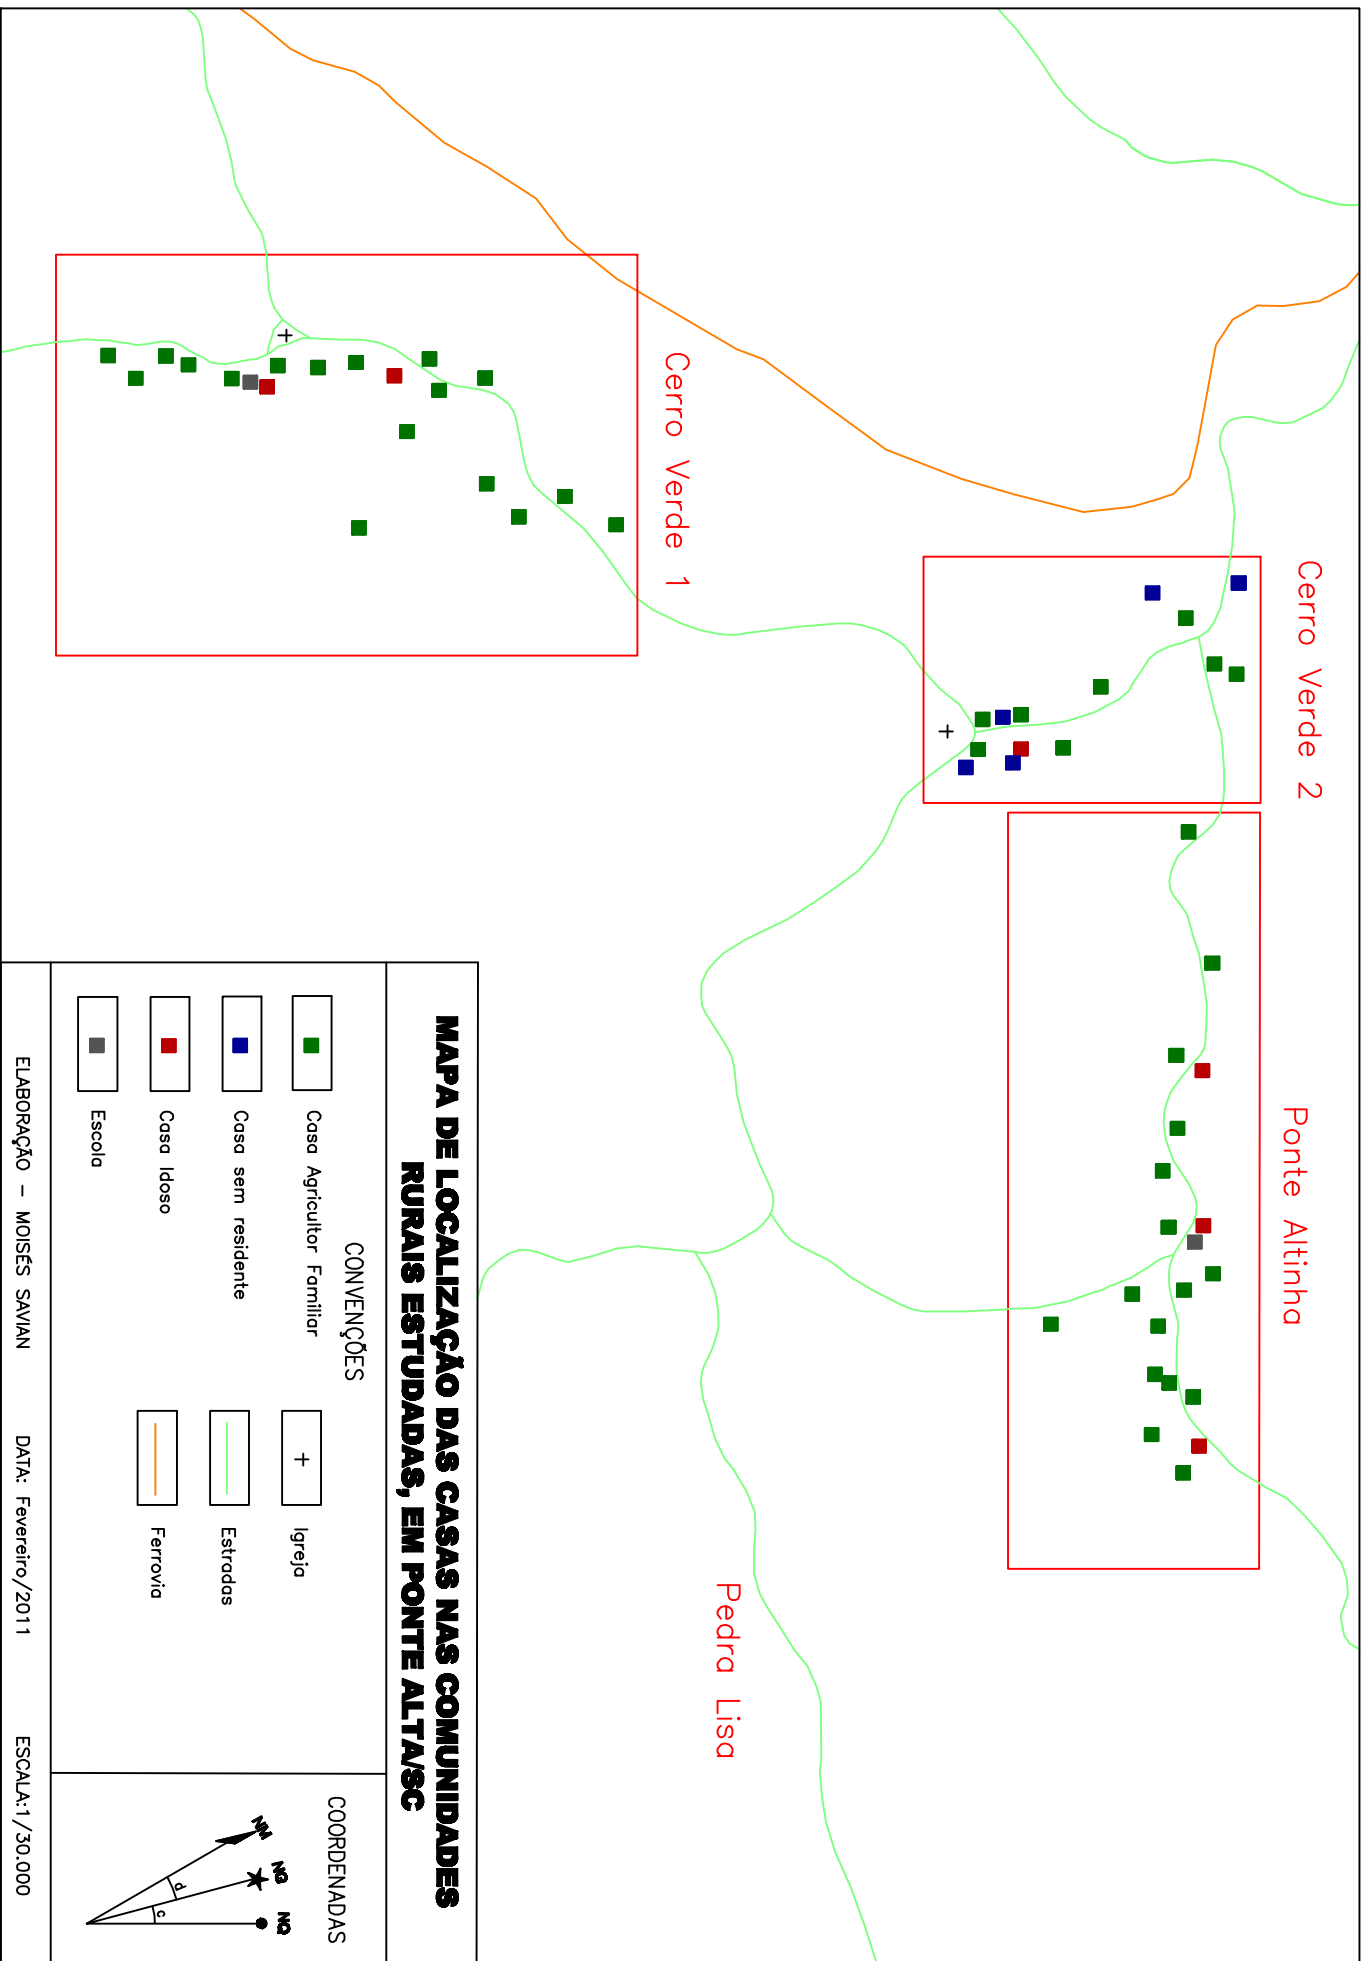 Cerro Verde 2
Ponte Altinha
Cerro Verde 1
Pedra Lisa
MAPA DE LOCALIZAÇÃO DAS CASAS NAS COMUNIDADES
RURAIS ESTUDADAS, EM PONTE ALTA/SC
CONVENÇÕES
Casa Agricultor Familiar
Casa sem residente
Casa Idoso
Escola
Igreja
Estradas
Ferrovia
COORDENADAS
NM
NG
NQ
d
c
ELABORAÇÃO - MOISÉS SAVIAN
DATA: Fevereiro/2011
ESCALA:1/30.000